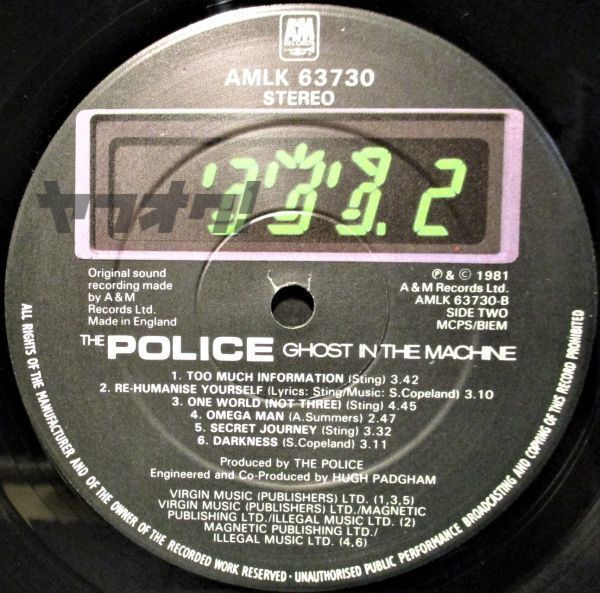 A&M
RECORDS
AMLK 63730
STEREO
ヤフオク!
.2
Original sound
recording made
by A & M
Records Ltd.
Made in England
℗ & © 1981
A & M Records Ltd.
AMLK 63730-B
SIDE TWO
MCPS/BIEM
THE POLICE GHOST IN THE MACHINE
1. TOO MUCH INFORMATION (Sting) 3.42
2. RE-HUMANISE YOURSELF (Lyrics: Sting/Music: S.Copeland) 3.10
3. ONE WORLD (NOT THREE) (Sting) 4.45
4. OMEGA MAN (A.Summers) 2.47
5. SECRET JOURNEY (Sting) 3.32
6. DARKNESS (S.Copeland) 3.11
Produced by THE POLICE
Engineered and Co-Produced by HUGH PADGHAM
VIRGIN MUSIC (PUBLISHERS) LTD. (1,3,5)
VIRGIN MUSIC (PUBLISHERS) LTD./MAGNETIC
PUBLISHING LTD./ILLEGAL MUSIC LTD. (2)
MAGNETIC PUBLISHING LTD./
ILLEGAL MUSIC LTD. (4,6)
ALL RIGHTS OF THE MANUFACTURER AND OF THE OWNER OF THE RECORDED WORK RESERVED · UNAUTHORISED PUBLIC PERFORMANCE BROADCASTING AND COPYING OF THIS RECORD PROHIBITED